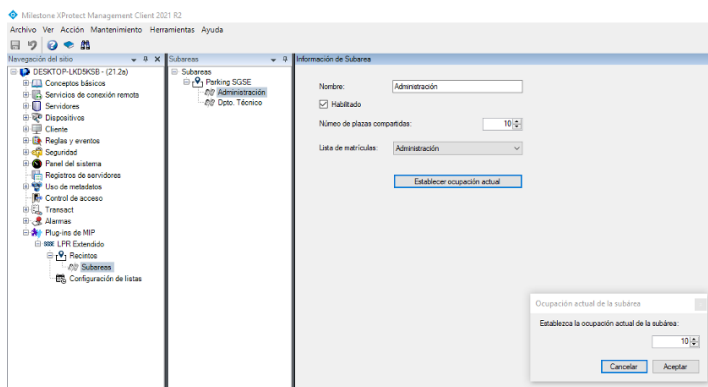 Milestone XProtect Management Client 2021 R2
Archivo Ver Acción Mantenimiento Herramientas Ayuda
Navegación del sitio
DESKTOP-LKD5KSB - (21.2a)
Conceptos básicos
Servicios de conexión remota
Servidores
Dispositivos
Cliente
Reglas y eventos
Seguridad
Panel del sistema
Registros de servidores
Uso de metadatos
Control de acceso
Transact
Alarmas
Plug-ins de MIP
SGSE LPR Extendido
Recintos
Subareas
Configuración de listas
Subareas
Subareas
Parking SGSE
Administración
Dpto. Técnico
Información de Subarea
Nombre: Administración
Habilitado
Número de plazas compartidas: 10
Lista de matrículas: Administración
Establecer ocupación actual
Ocupación actual de la subárea
Establezca la ocupación actual de la subárea:
10
Cancelar Aceptar